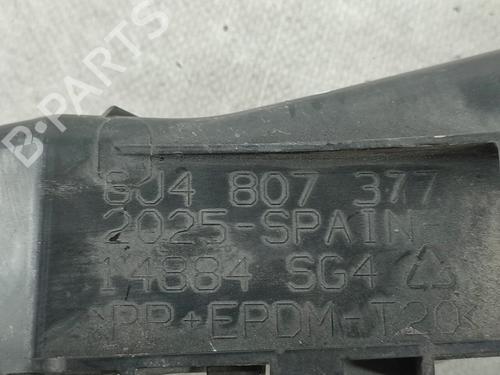 B-PARTS
6J4 807 377
2025-SPAIN
14884 SG4
>PP+EPDM-T20<